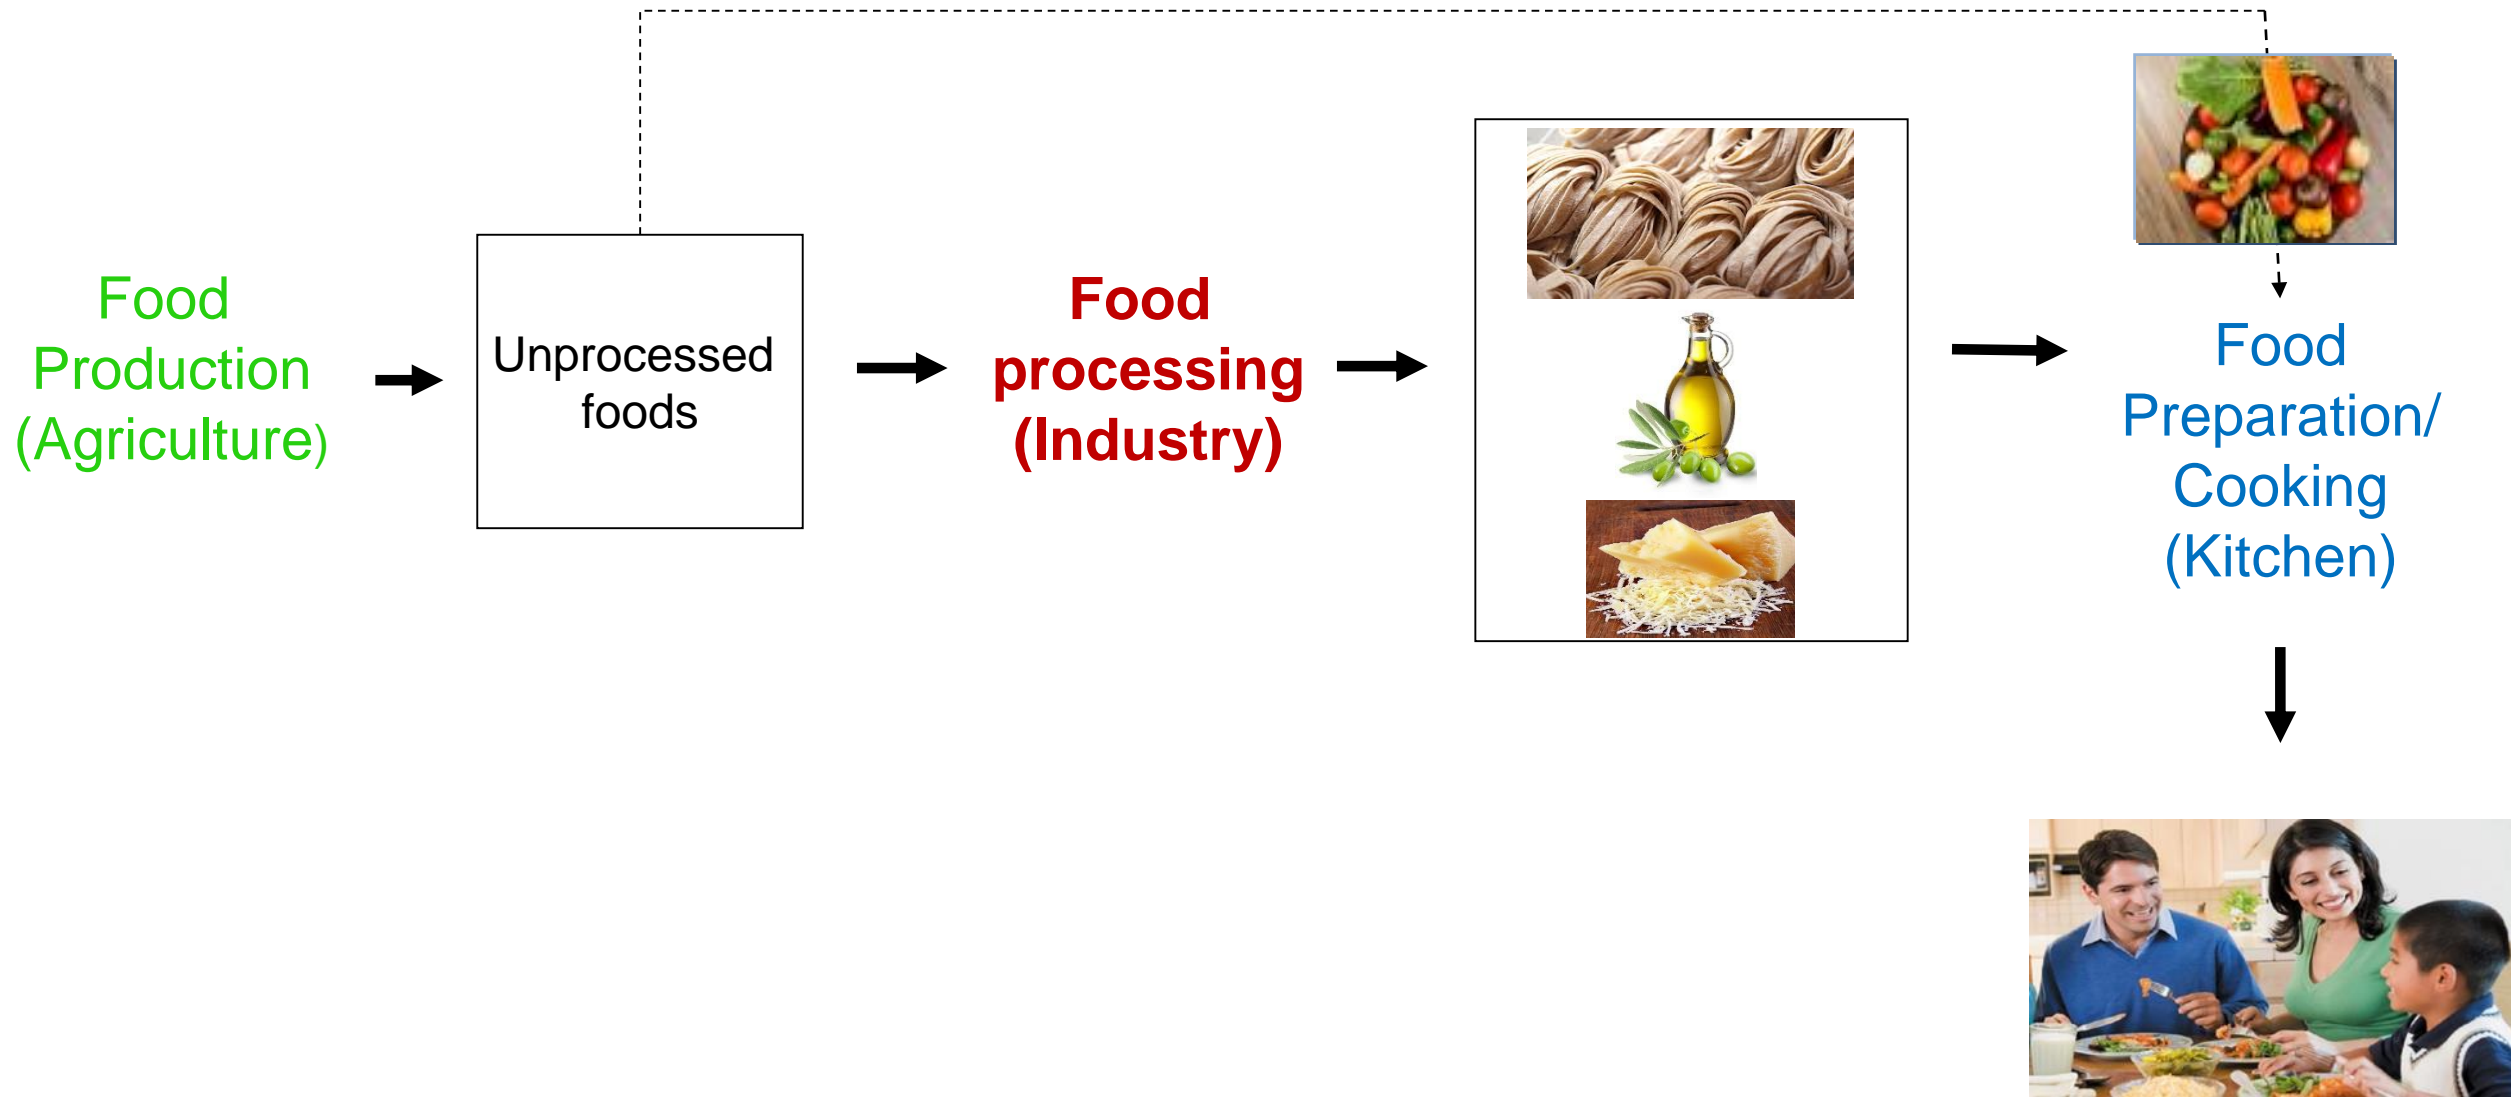 Food
Production
(Agriculture)
Unprocessed
foods
Food
processing
(Industry)
Food
Preparation/
Cooking
(Kitchen)